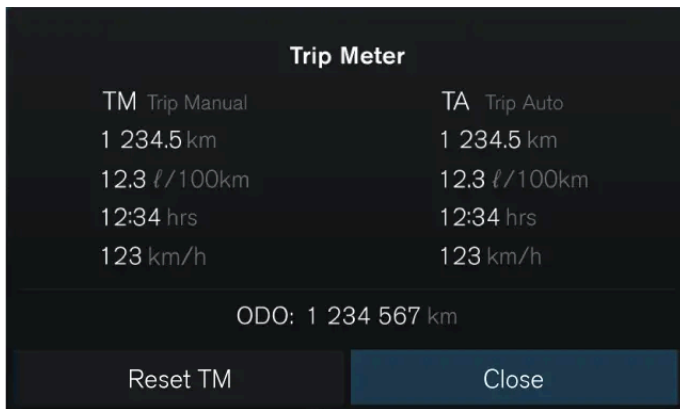 Trip Meter
TM Trip Manual
TA Trip Auto
1 234.5 km
1 234.5 km
12.3 ℓ/100km
12.3 ℓ/100km
12:34 hrs
12:34 hrs
123 km/h
123 km/h
ODO: 1 234 567 km
Reset TM
Close